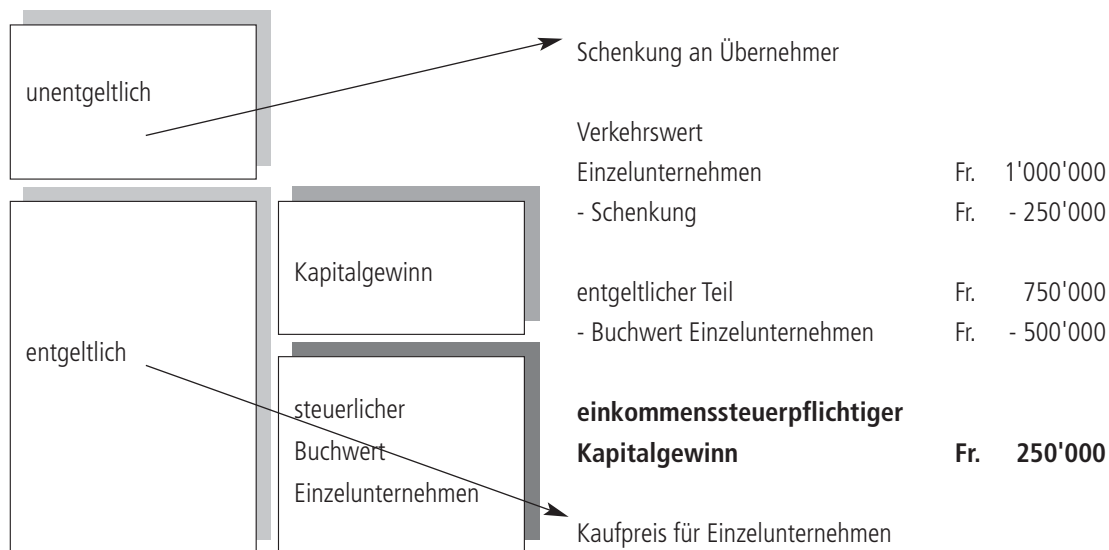 unentgeltlich
entgeltlich
Kapitalgewinn
steuerlicher
Buchwert
Einzelunternehmen
Schenkung an Übernehmer
Verkehrswert
Einzelunternehmen Fr. 1'000'000
- Schenkung Fr. - 250'000
entgeltlicher Teil Fr. 750'000
- Buchwert Einzelunternehmen Fr. - 500'000
einkommenssteuerpflichtiger
Kapitalgewinn Fr. 250'000
Kaufpreis für Einzelunternehmen